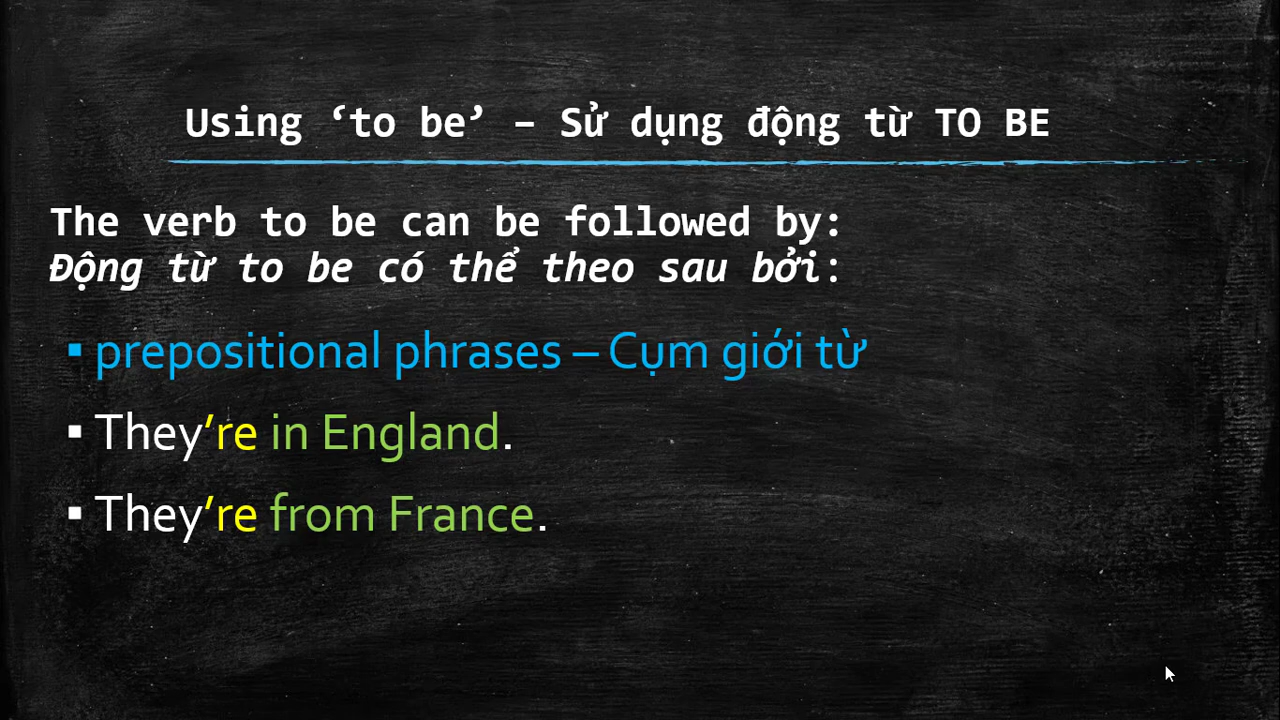 Using ‘to be’ – Sử dụng động từ TO BE
The verb to be can be followed by:
Động từ to be có thể theo sau bởi:
▪ prepositional phrases – Cụm giới từ
▪ They’re in England.
▪ They’re from France.